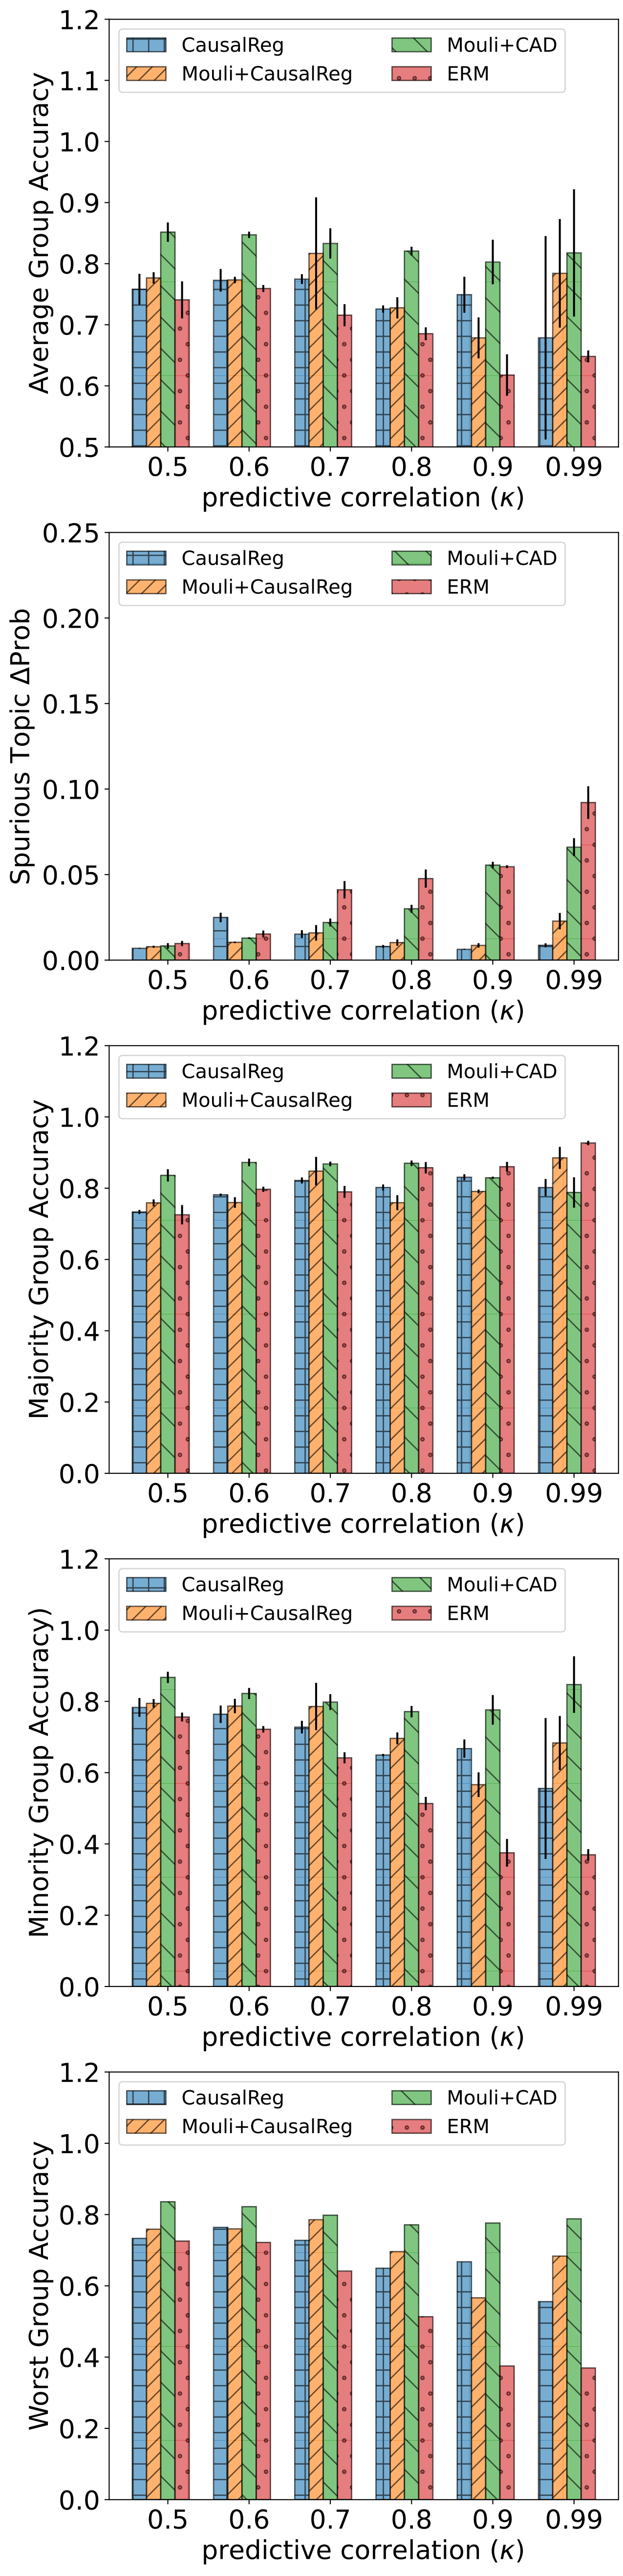 1.2
CausalReg
Mouli+CAD
Mouli+CausalReg
ERM
1.1
1.0
0.9
0.8
0.7
0.6
0.5
Average Group Accuracy
0.5 0.6 0.7 0.8 0.9 0.99
predictive correlation (κ)
0.25
CausalReg
Mouli+CAD
Mouli+CausalReg
ERM
0.20
0.15
0.10
0.05
0.00
Spurious Topic ΔProb
0.5 0.6 0.7 0.8 0.9 0.99
predictive correlation (κ)
1.2
CausalReg
Mouli+CAD
Mouli+CausalReg
ERM
1.0
0.8
0.6
0.4
0.2
0.0
Majority Group Accuracy
0.5 0.6 0.7 0.8 0.9 0.99
predictive correlation (κ)
1.2
CausalReg
Mouli+CAD
Mouli+CausalReg
ERM
1.0
0.8
0.6
0.4
0.2
0.0
Minority Group Accuracy)
0.5 0.6 0.7 0.8 0.9 0.99
predictive correlation (κ)
1.2
CausalReg
Mouli+CAD
Mouli+CausalReg
ERM
1.0
0.8
0.6
0.4
0.2
0.0
Worst Group Accuracy
0.5 0.6 0.7 0.8 0.9 0.99
predictive correlation (κ)